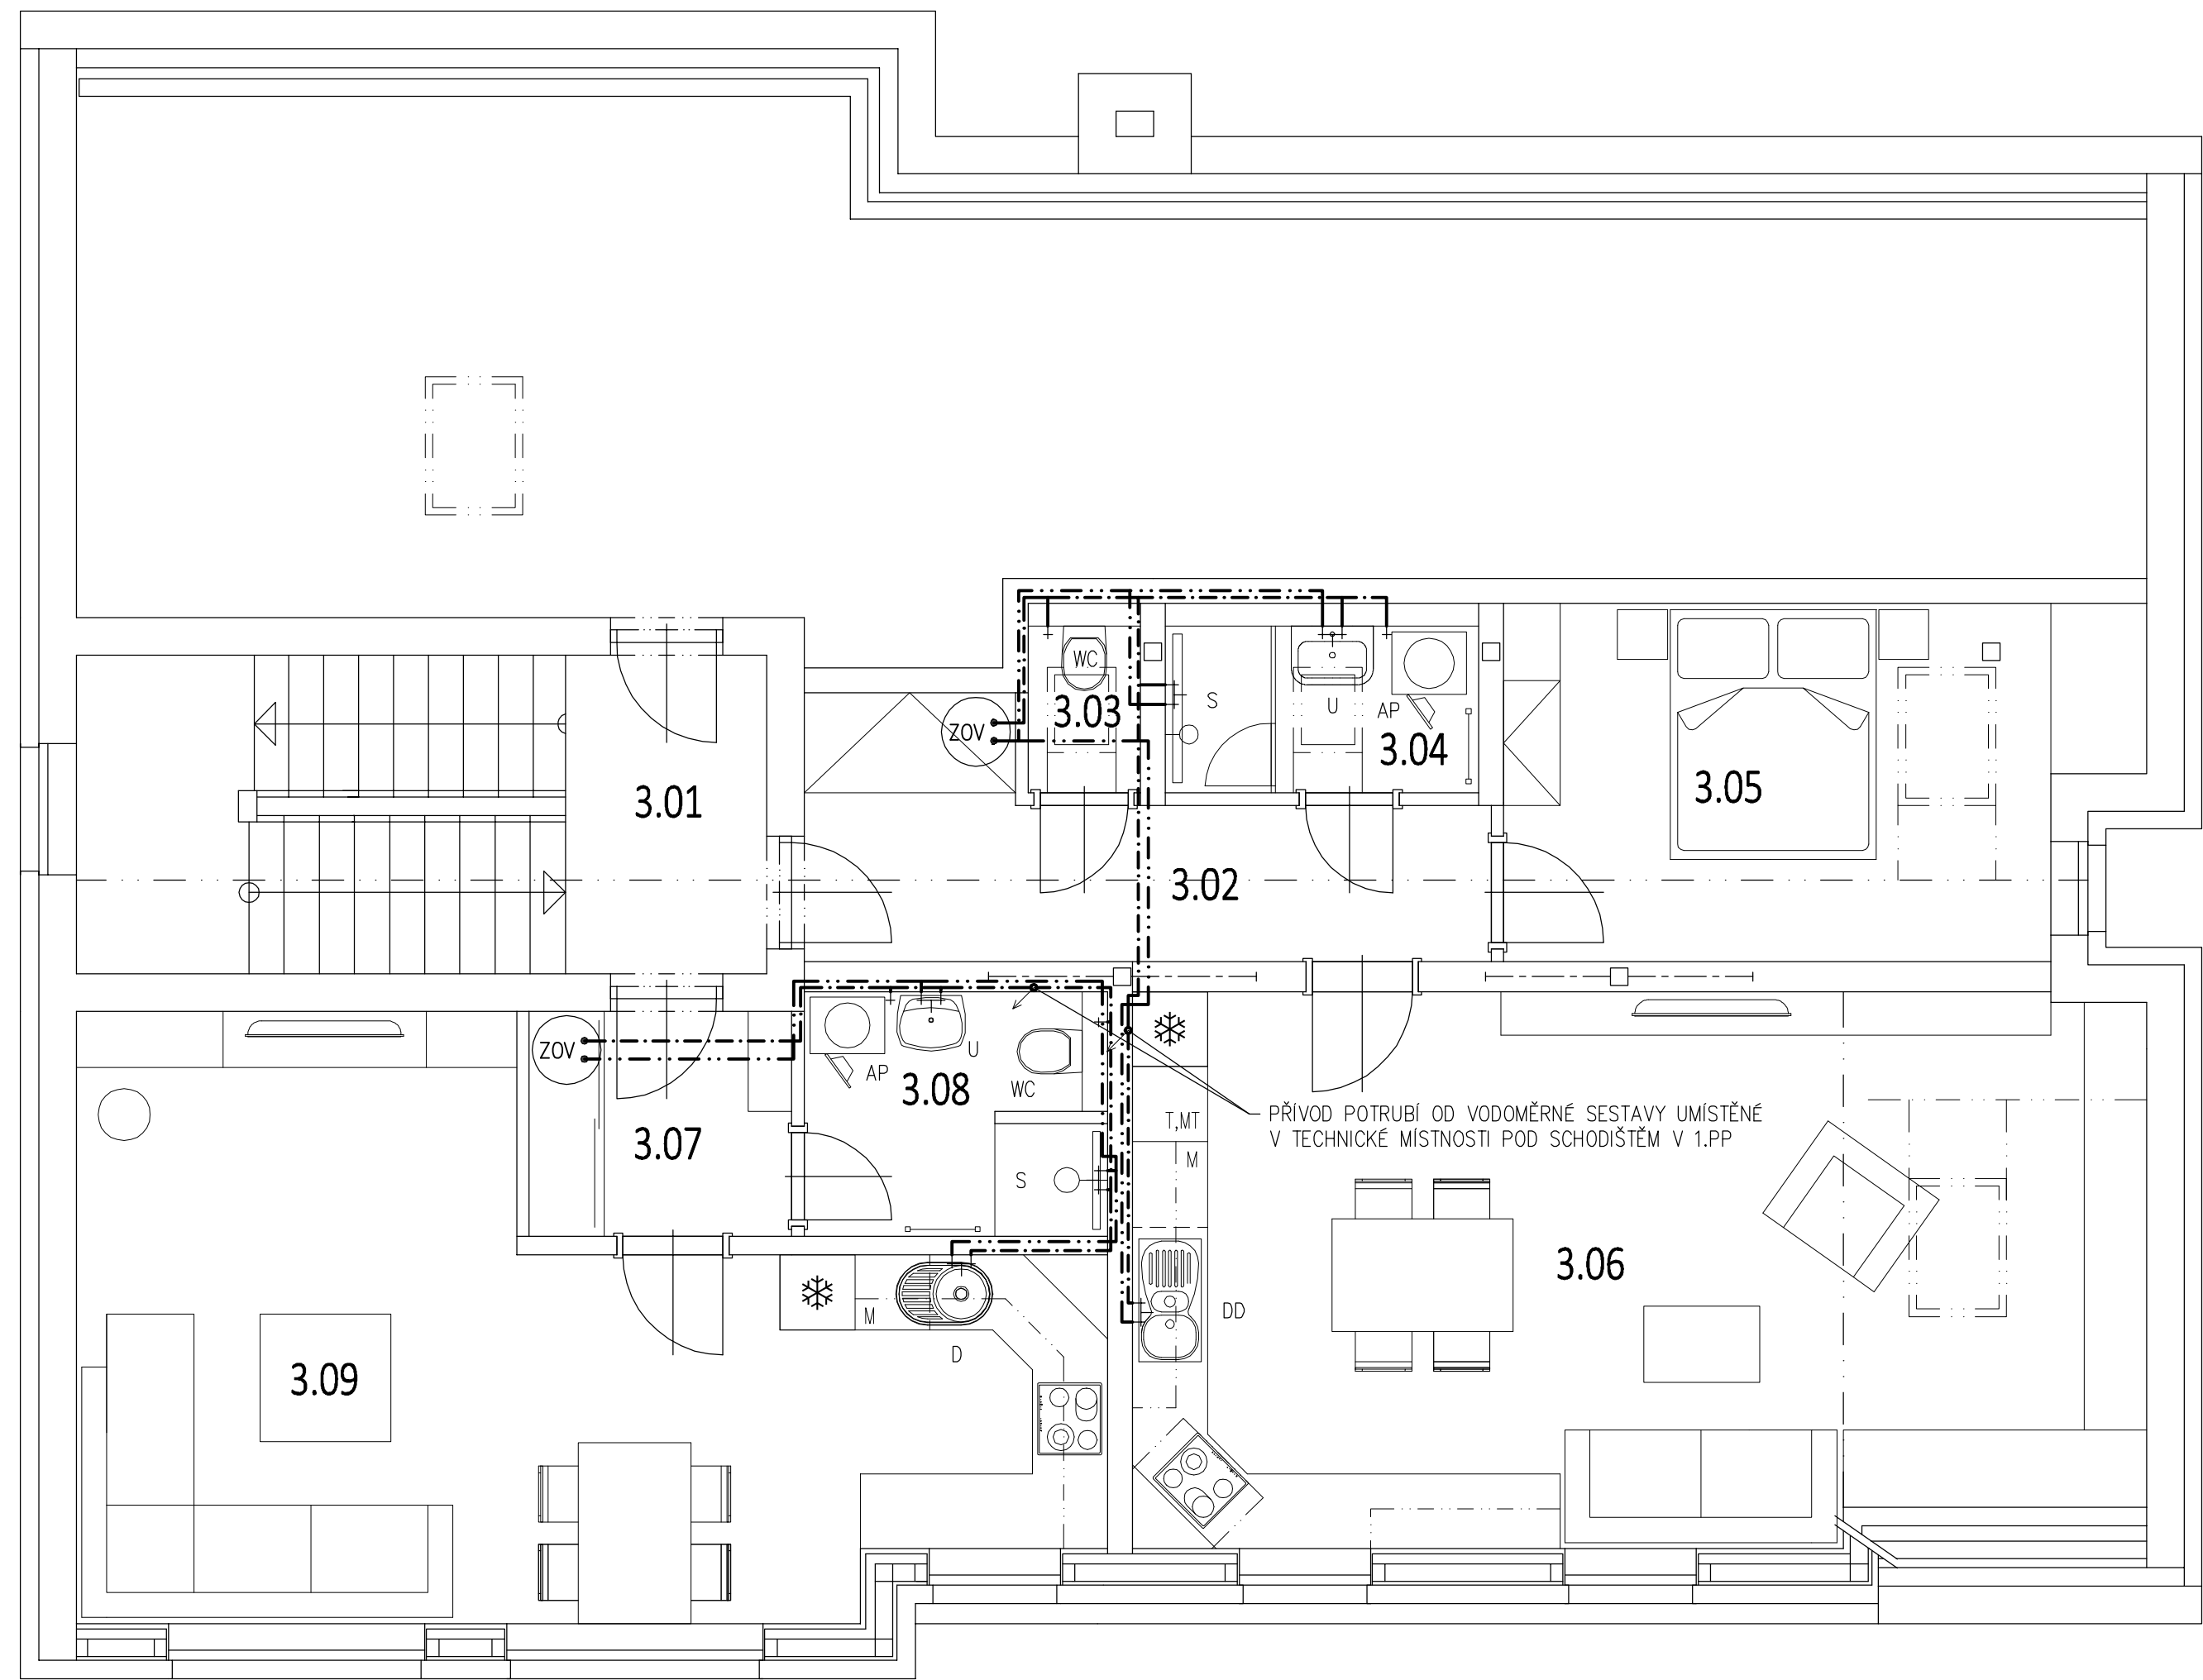 WC
3.03
ZOV
S
U
AP
3.04
3.05
3.01
3.02
ZOV
U
AP
3.08
WC
3.07
S
T,MT
M
PŘÍVOD POTRUBÍ OD VODOMĚRNÉ SESTAVY UMÍSTĚNÉ
V TECHNICKÉ MÍSTNOSTI POD SCHODIŠTĚM V 1.PP
3.06
DD
M
D
3.09